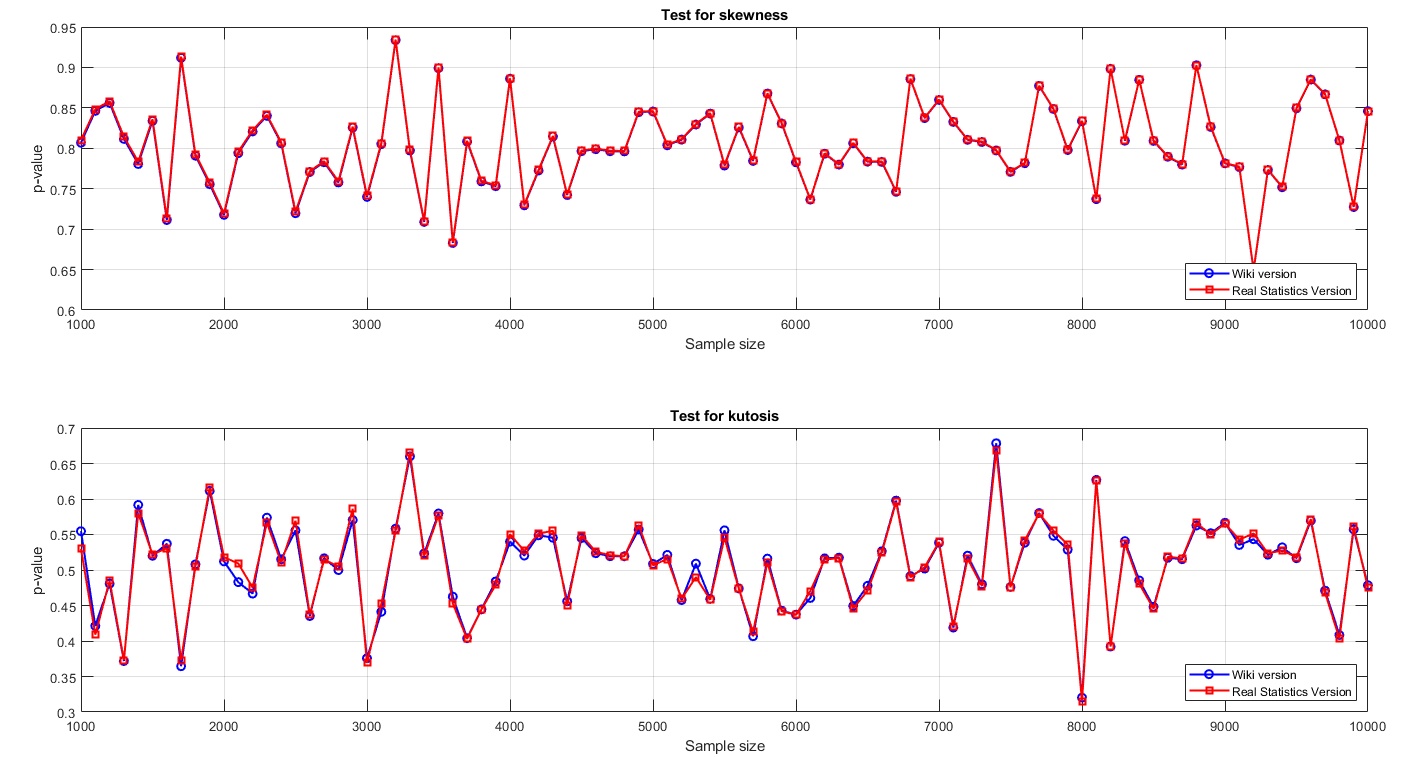 Test for skewness
0.95
0.9
0.85
0.8
0.75
0.7
0.65
0.6
p-value
Wiki version
Real Statistics Version
1000 2000 3000 4000 5000 6000 7000 8000 9000 10000
Sample size
Test for kutosis
0.7
0.65
0.6
0.55
0.5
0.45
0.4
0.35
0.3
p-value
Wiki version
Real Statistics Version
1000 2000 3000 4000 5000 6000 7000 8000 9000 10000
Sample size